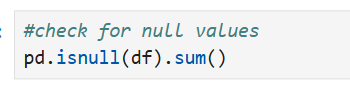 #check for null values
pd.isnull(df).sum()